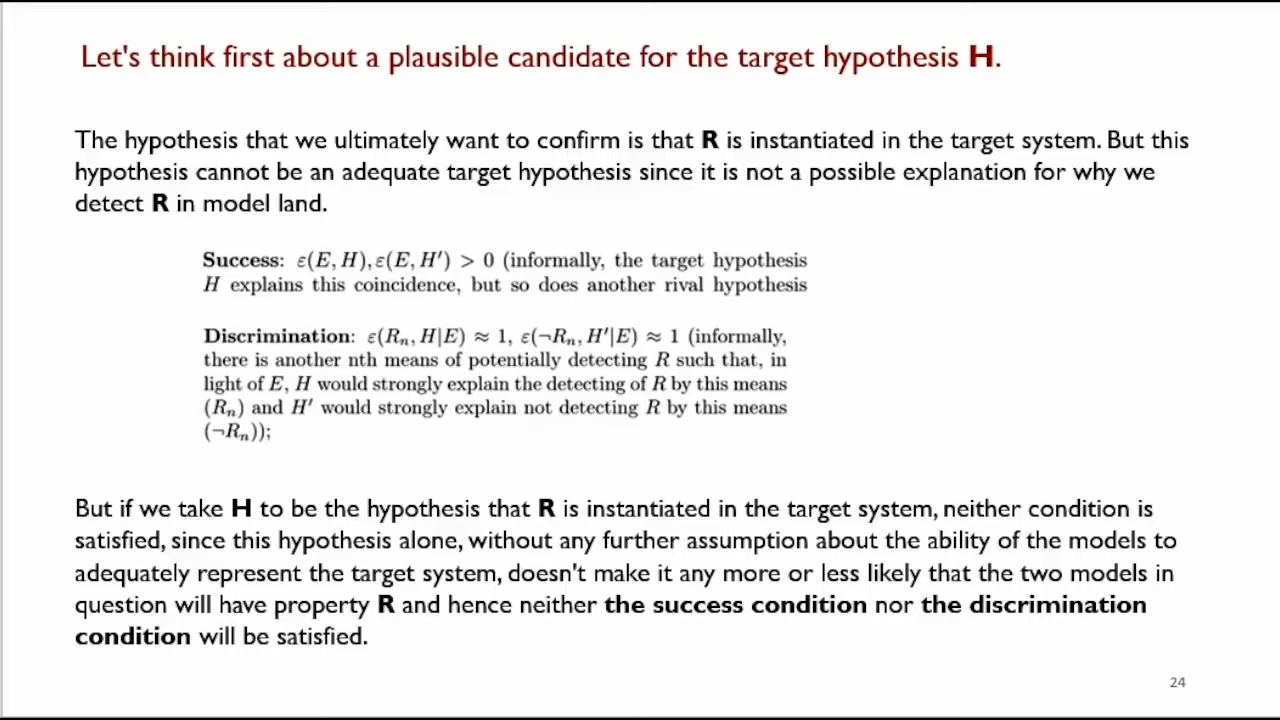 Let's think first about a plausible candidate for the target hypothesis H.
The hypothesis that we ultimately want to confirm is that R is instantiated in the target system. But this
hypothesis cannot be an adequate target hypothesis since it is not a possible explanation for why we
detect R in model land.
Success: ε(E, H), ε(E, H′) > 0 (informally, the target hypothesis
H explains this coincidence, but so does another rival hypothesis
Discrimination: ε(Rₙ, H|E) ≈ 1, ε(¬Rₙ, H′|E) ≈ 1 (informally,
there is another nth means of potentially detecting R such that, in
light of E, H would strongly explain the detecting of R by this means
(Rₙ) and H′ would strongly explain not detecting R by this means
(¬Rₙ));
But if we take H to be the hypothesis that R is instantiated in the target system, neither condition is
satisfied, since this hypothesis alone, without any further assumption about the ability of the models to
adequately represent the target system, doesn't make it any more or less likely that the two models in
question will have property R and hence neither the success condition nor the discrimination
condition will be satisfied.
24